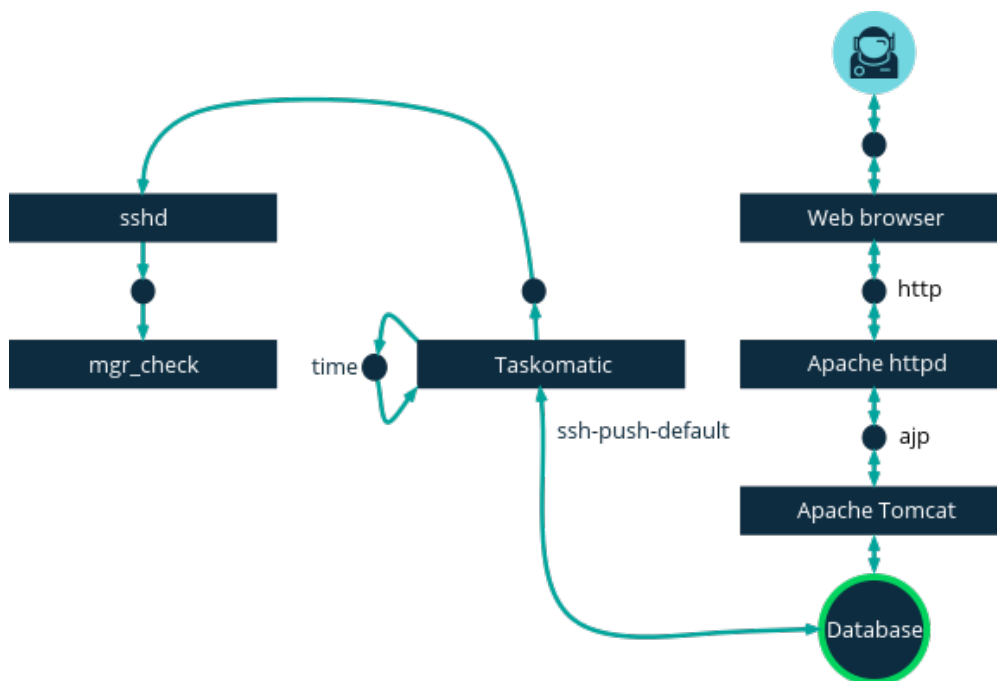 sshd
Web browser
http
mgr_check
time
Taskomatic
Apache httpd
ssh-push-default
ajp
Apache Tomcat
Database